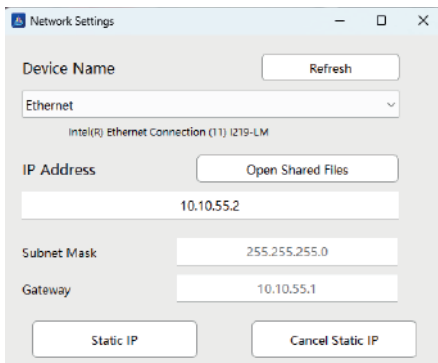 Network Settings
Device Name
Refresh
Ethernet
Intel(R) Ethernet Connection (11) I219-LM
IP Address
Open Shared Files
10.10.55.2
Subnet Mask
255.255.255.0
Gateway
10.10.55.1
Static IP
Cancel Static IP